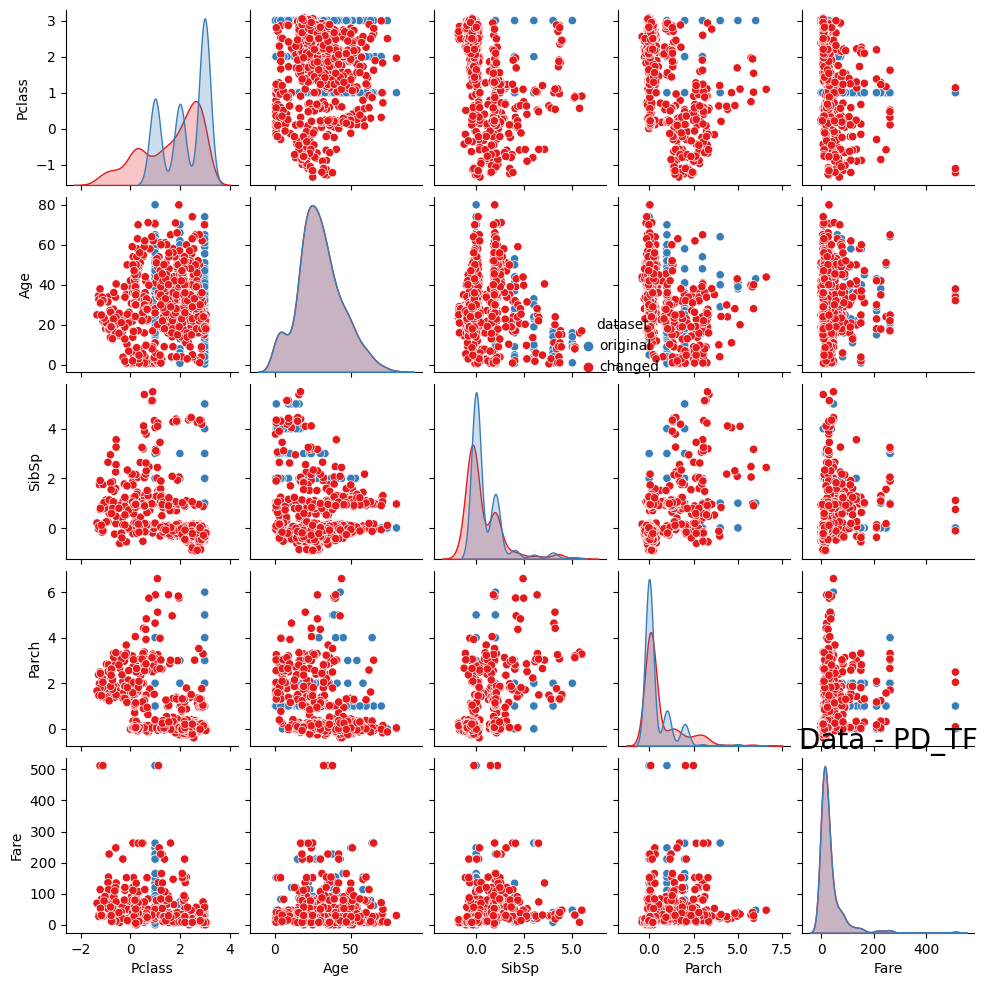 3
2
1
0
−1
Pclass
80
60
40
20
0
Age
dataset
original
changed
4
2
0
SibSp
6
4
2
0
Parch
Data - PD_TF
500
400
300
200
100
0
Fare
−2 0 2 4
0 50
0.0 2.5 5.0
0.0 2.5 5.0 7.5
0 200 400
Pclass Age SibSp Parch Fare